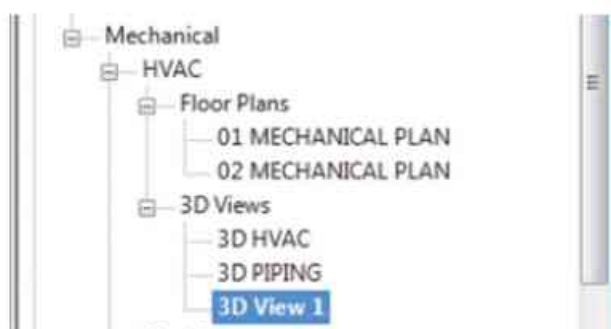 Mechanical
HVAC
Floor Plans
01 MECHANICAL PLAN
02 MECHANICAL PLAN
3D Views
3D HVAC
3D PIPING
3D View 1